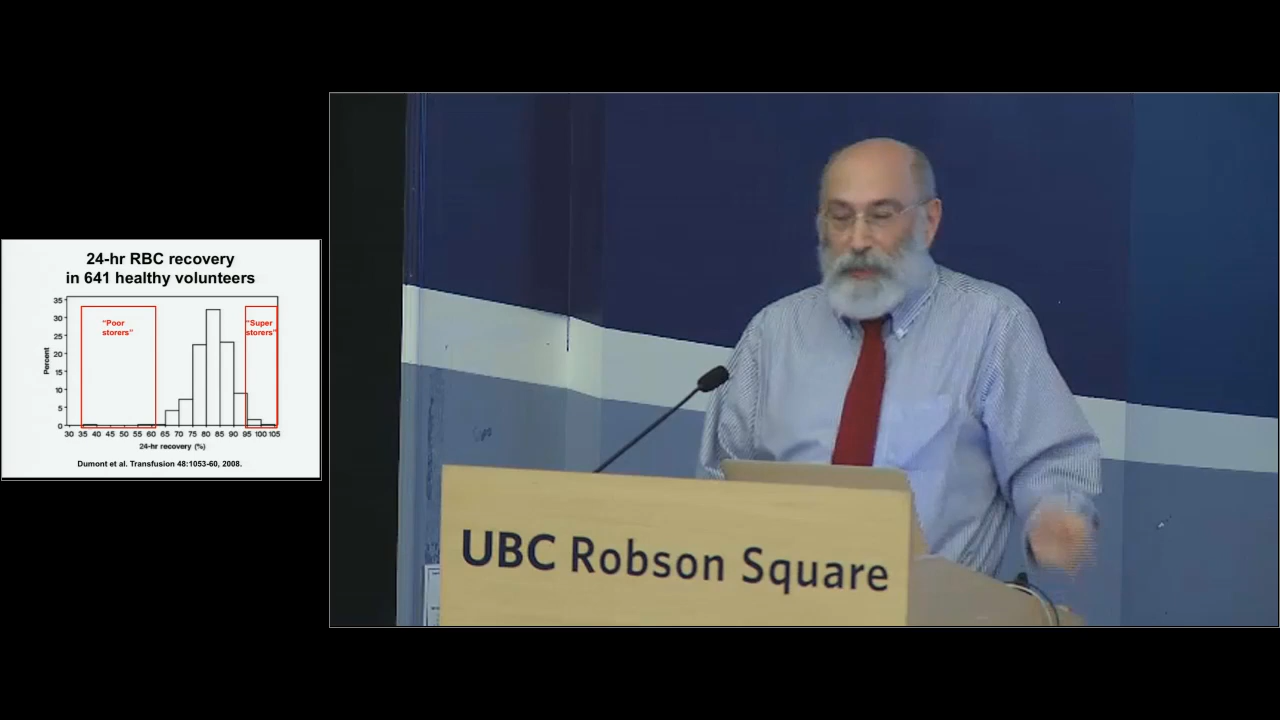 24-hr RBC recovery
in 641 healthy volunteers
35
30
25
20
15
10
5
0
Percent
"Poor
storers"
"Super
storers"
30 35 40 45 50 55 60 65 70 75 80 85 90 95 100 105
24-hr recovery (%)
Dumont et al. Transfusion 48:1053-60, 2008.
UBC Robson Square